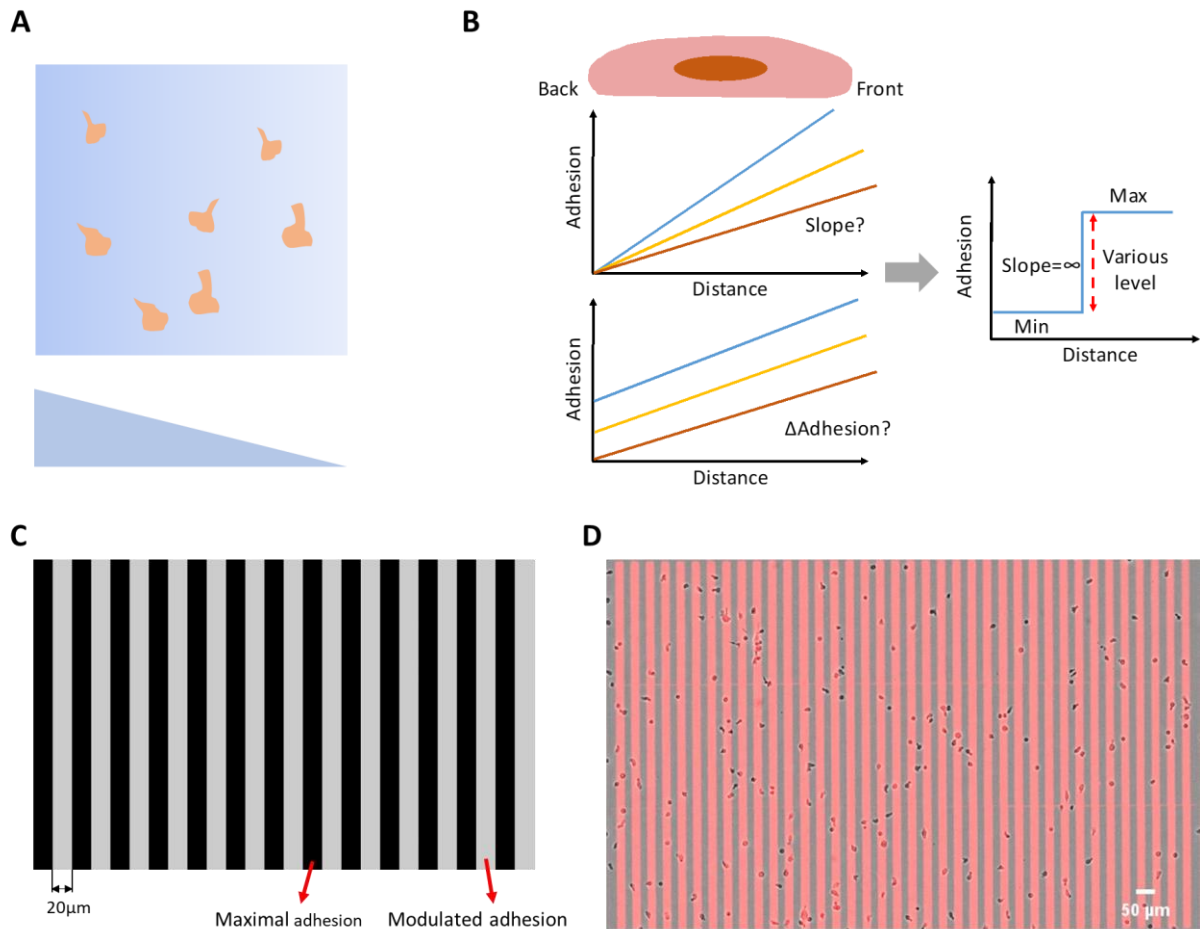 A
B
Back
Front
Adhesion
Slope?
Distance
Adhesion
ΔAdhesion?
Distance
Adhesion
Max
Slope=∞
Various
level
Min
Distance
C
20μm
Maximal adhesion
Modulated adhesion
D
50 μm